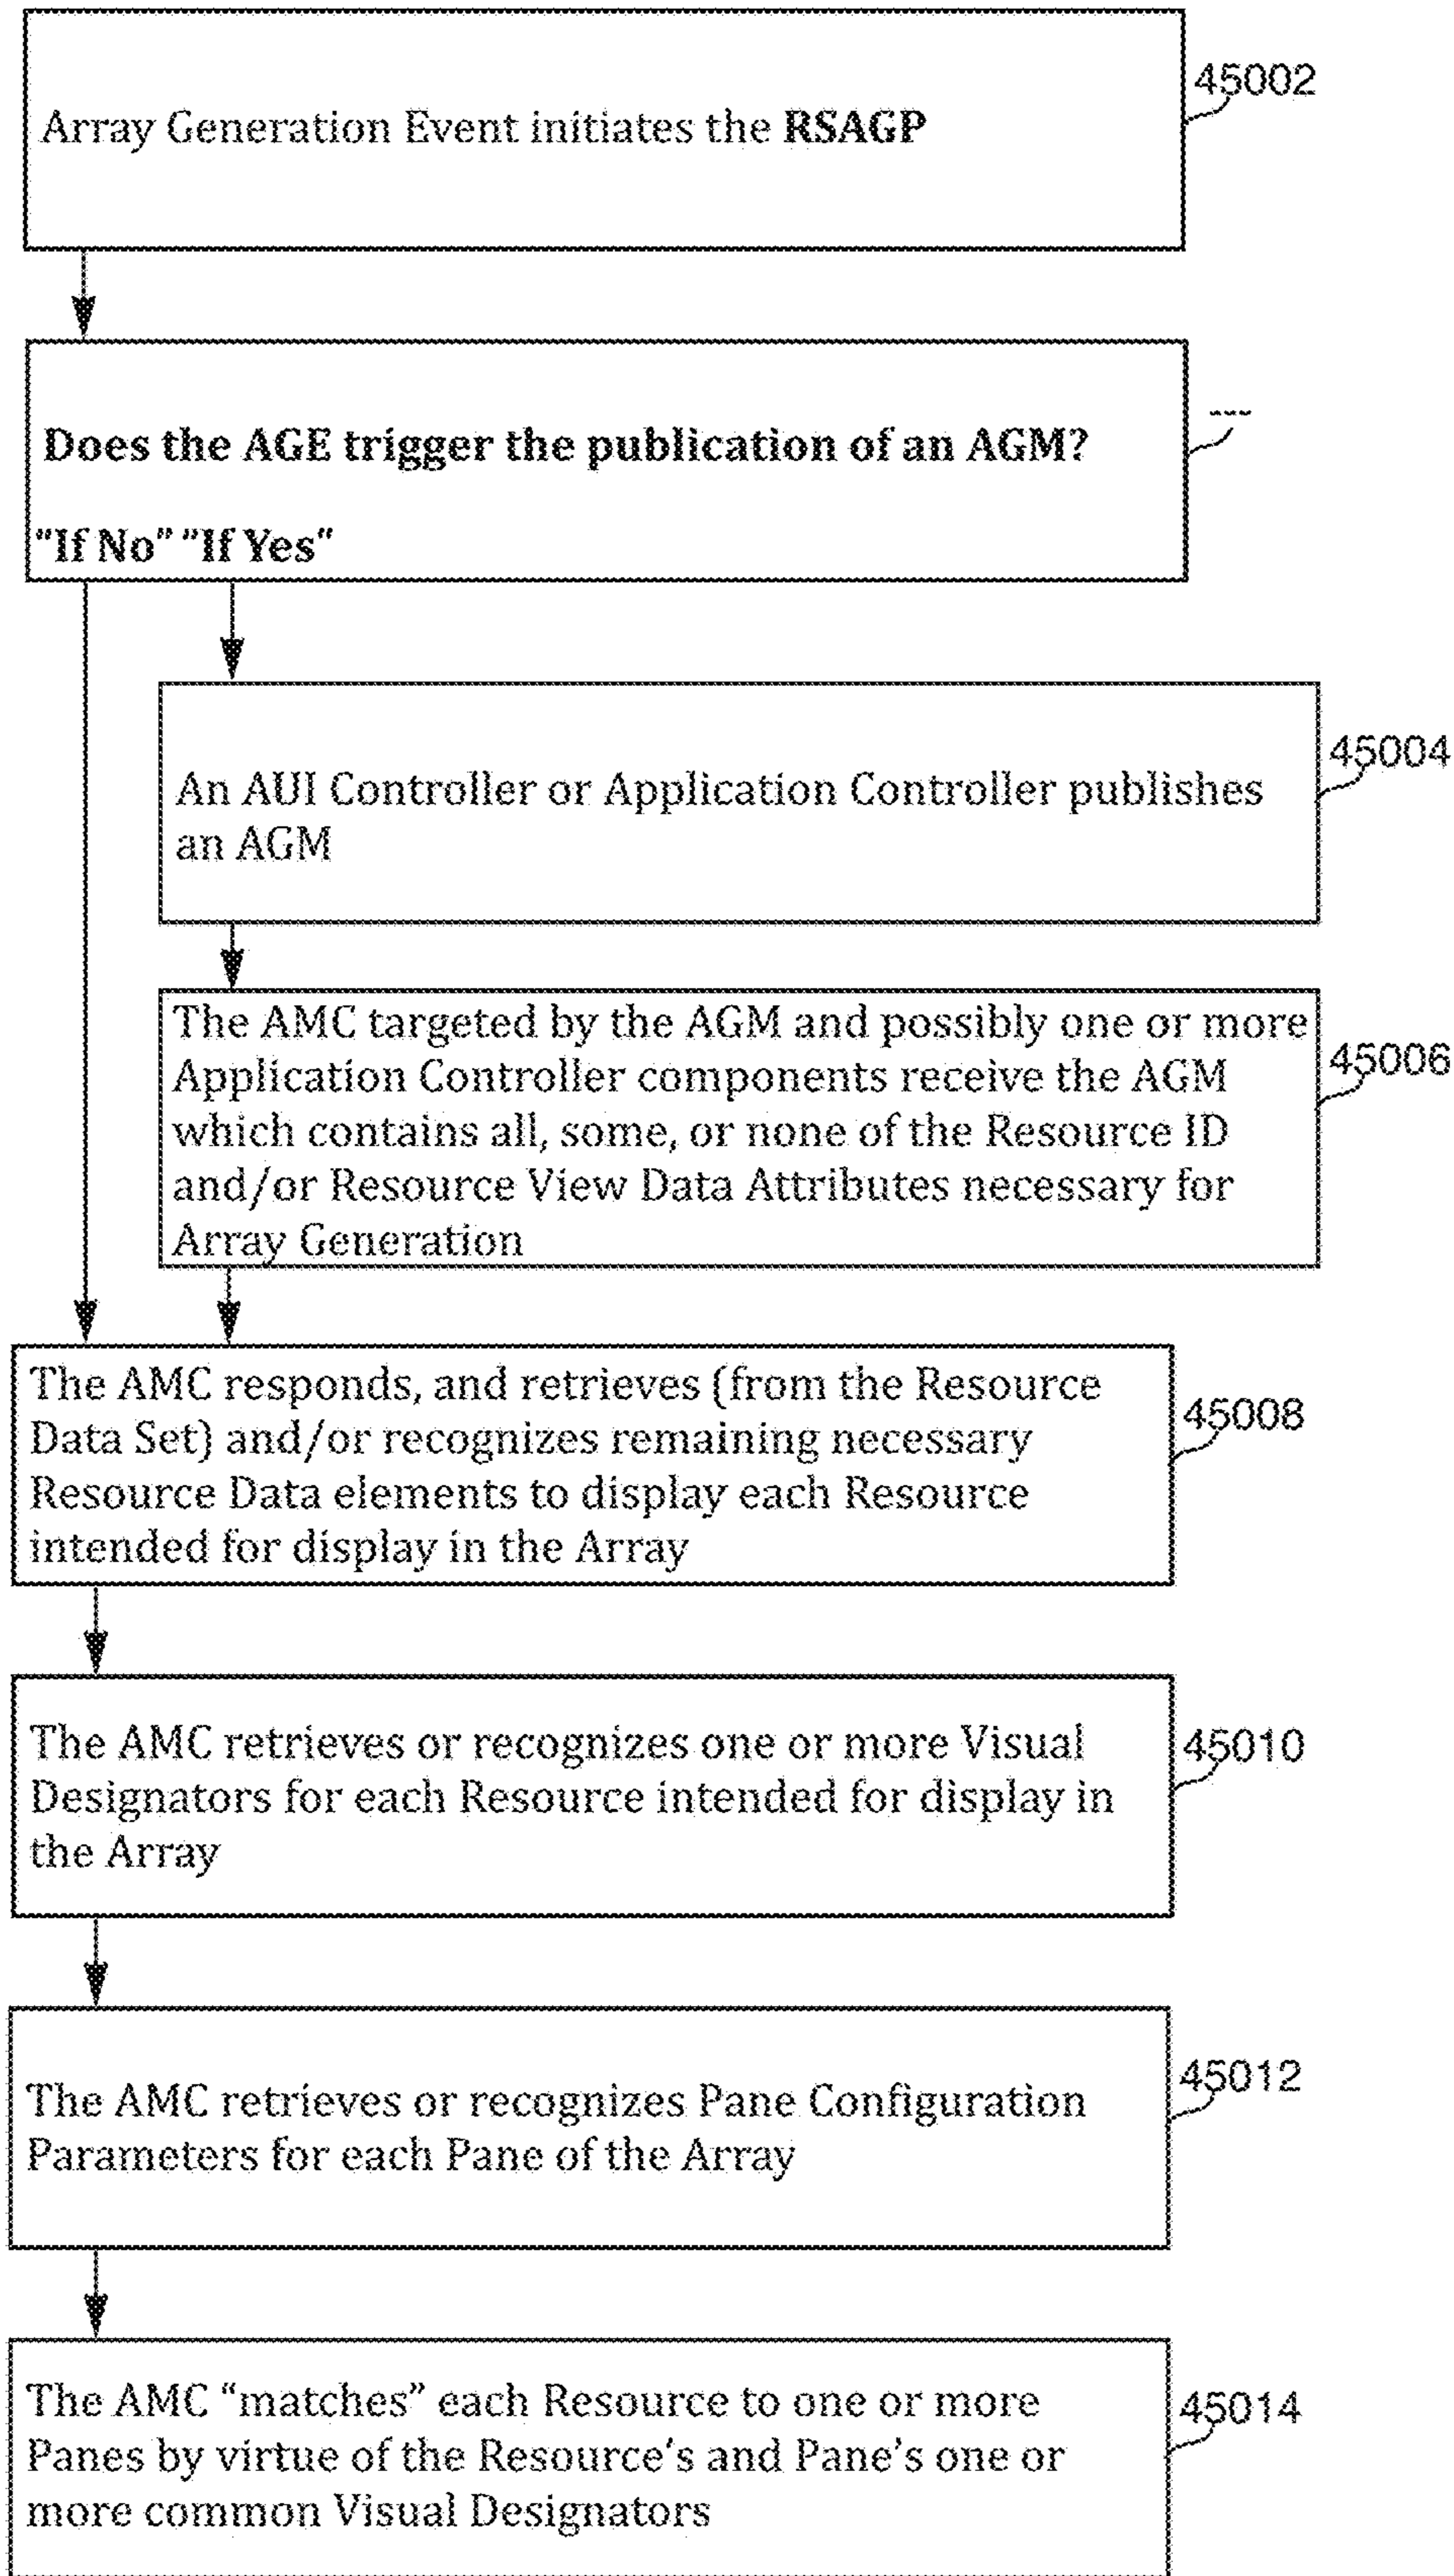 Array Generation Event initiates the RSAGP
45002
Does the AGE trigger the publication of an AGM?
---
“If No” ”If Yes“
An AUI Controller or Application Controller publishes
an AGM
45004
The AMC targeted by the AGM and possibly one or more
Application Controller components receive the AGM
which contains all, some, or none of the Resource ID
and/or Resource View Data Attributes necessary for
Array Generation
45006
The AMC responds, and retrieves (from the Resource
Data Set) and/or recognizes remaining necessary
Resource Data elements to display each Resource
intended for display in the Array
45008
The AMC retrieves or recognizes one or more Visual
Designators for each Resource intended for display in
the Array
45010
The AMC retrieves or recognizes Pane Configuration
Parameters for each Pane of the Array
45012
The AMC “matches” each Resource to one or more
Panes by virtue of the Resource’s and Pane’s one or
more common Visual Designators
45014